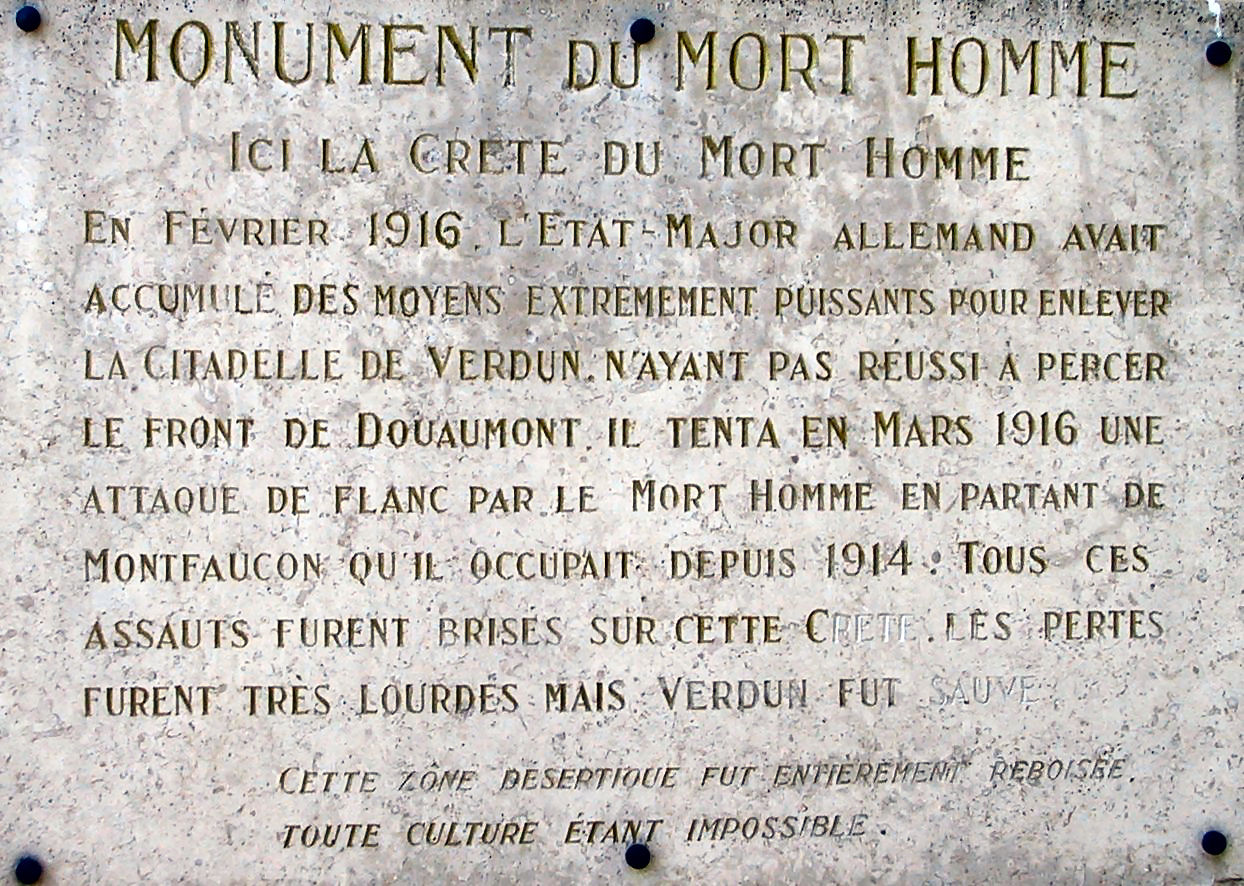 MONUMENT DU MORT HOMME
ICI LA CRETE DU MORT HOMME
EN FÉVRIER 1916, L'ETAT-MAJOR ALLEMAND AVAIT
ACCUMULÉ DES MOYENS EXTREMEMENT PUISSANTS POUR ENLEVER
LA CITADELLE DE VERDUN. N'AYANT PAS RÉUSSI A PERCER
LE FRONT DE DOUAUMONT. IL TENTA EN MARS 1916 UNE
ATTAQUE DE FLANC PAR LE MORT HOMME EN PARTANT DE
MONTFAUCON QU'IL OCCUPAIT DEPUIS 1914. TOUS CES
ASSAUTS FURENT BRISÉS SUR CETTE CRETE. LES PERTES
FURENT TRÈS LOURDES MAIS VERDUN FUT SAUVE
CETTE ZÔNE DESERTIQUE FUT ENTIEREMENT REBOISÉE.
TOUTE CULTURE ÉTANT IMPOSSIBLE.